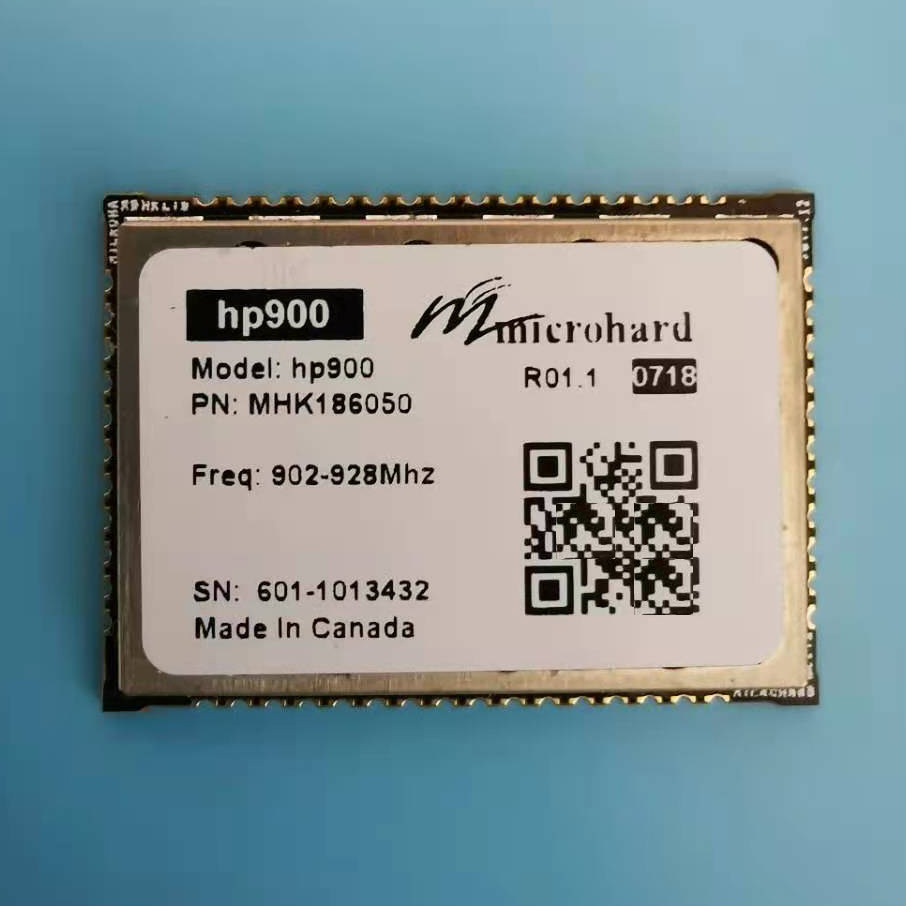 hp900
microhard
Model: hp900
R01.1 0718
PN: MHK186050
Freq: 902-928Mhz
SN: 601-1013432
Made In Canada